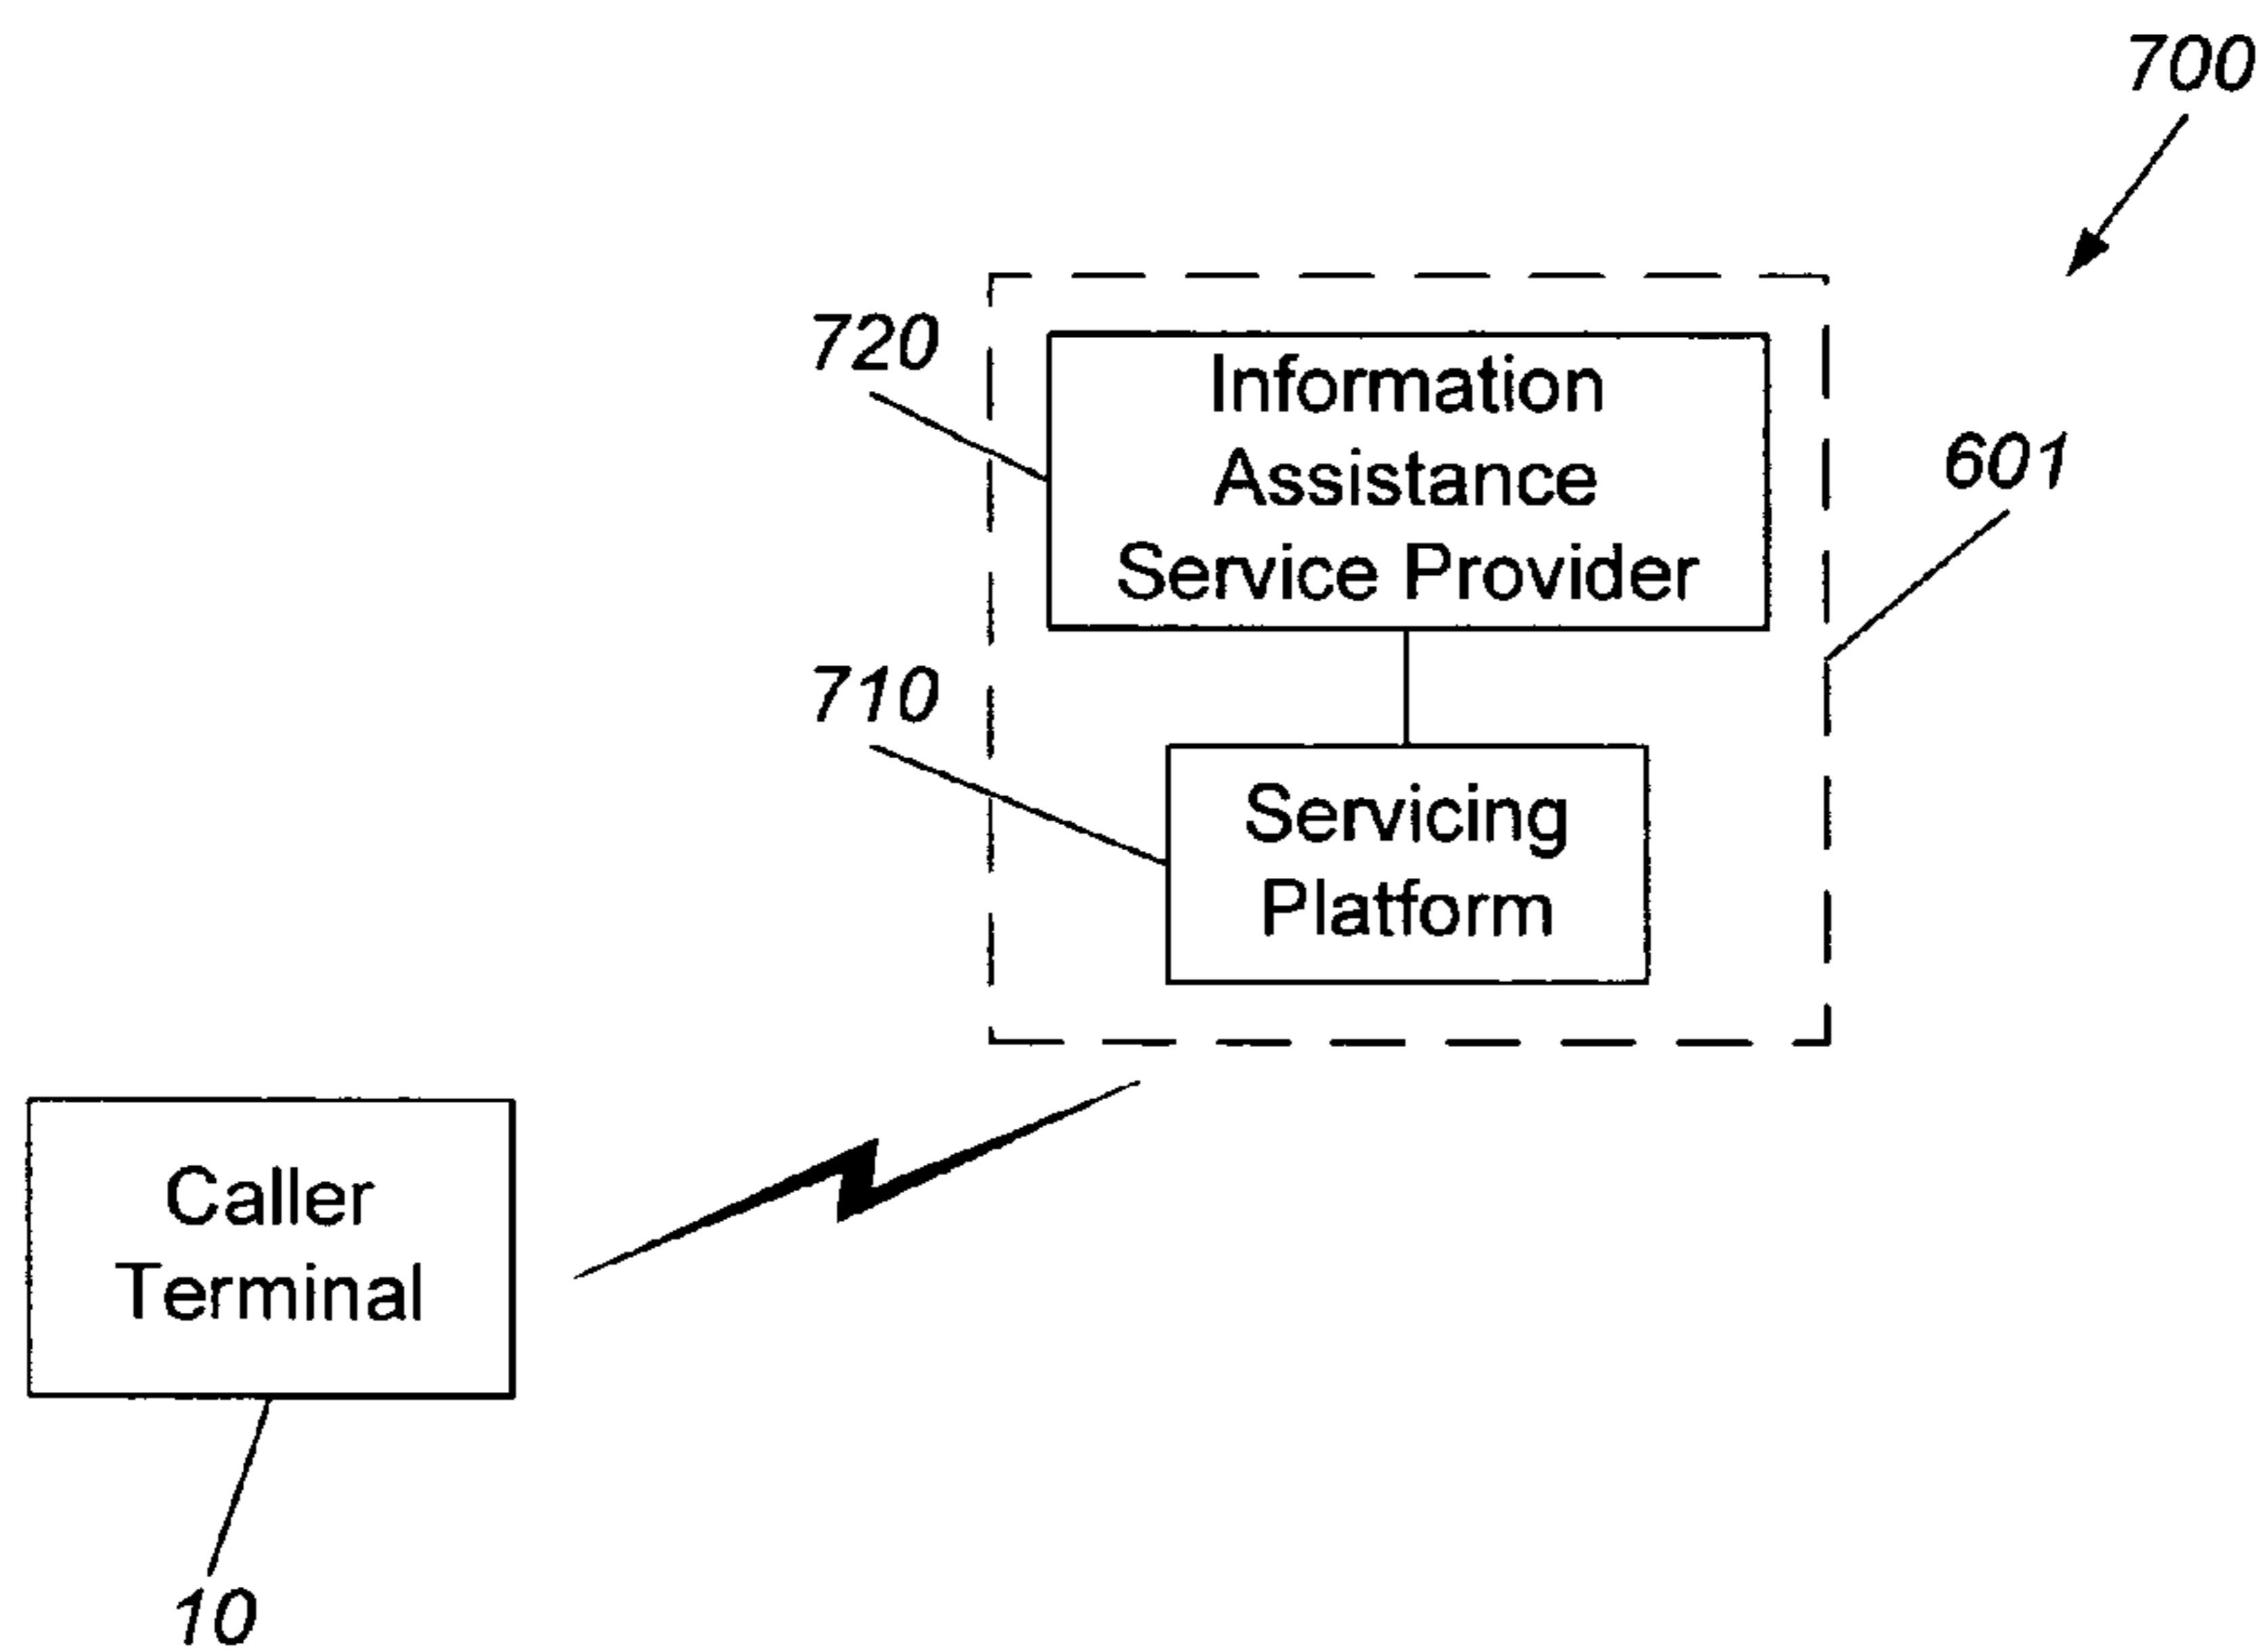 700
720
Information
Assistance
Service Provider
601
710
Servicing
Platform
Caller
Terminal
10